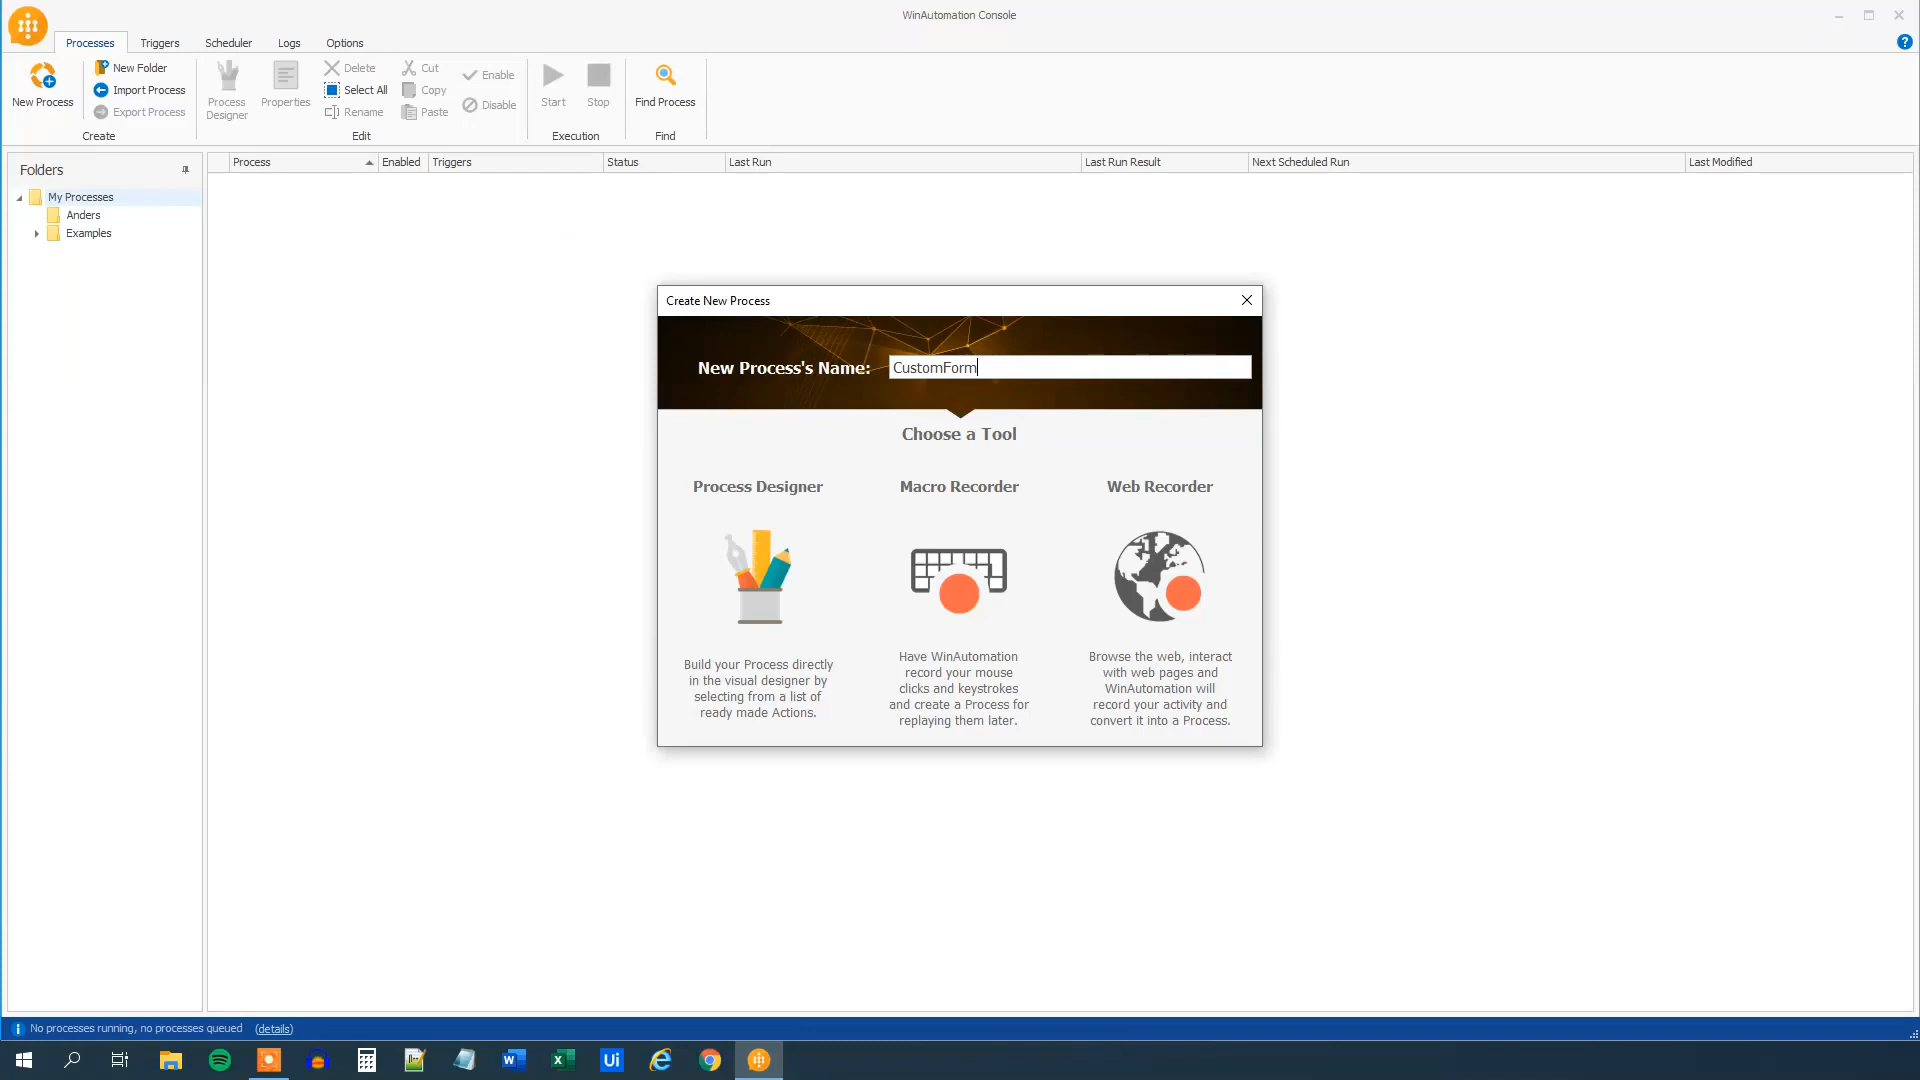 WinAutomation Console
Processes
Triggers
Scheduler
Logs
Options
New Process
New Folder
Import Process
Export Process
Create
Process
Designer
Properties
Delete
Select All
Rename
Cut
Copy
Paste
Enable
Disable
Edit
Start
Stop
Execution
Find Process
Find
Folders
My Processes
Anders
Examples
Process
Enabled
Triggers
Status
Last Run
Last Run Result
Next Scheduled Run
Last Modified
Create New Process
New Process's Name:
CustomForm
Choose a Tool
Process Designer
Build your Process directly
in the visual designer by
selecting from a list of
ready made Actions.
Macro Recorder
Have WinAutomation
record your mouse
clicks and keystrokes
and create a Process for
replaying them later.
Web Recorder
Browse the web, interact
with web pages and
WinAutomation will
record your activity and
convert it into a Process.
No processes running, no processes queued (details)
Ui